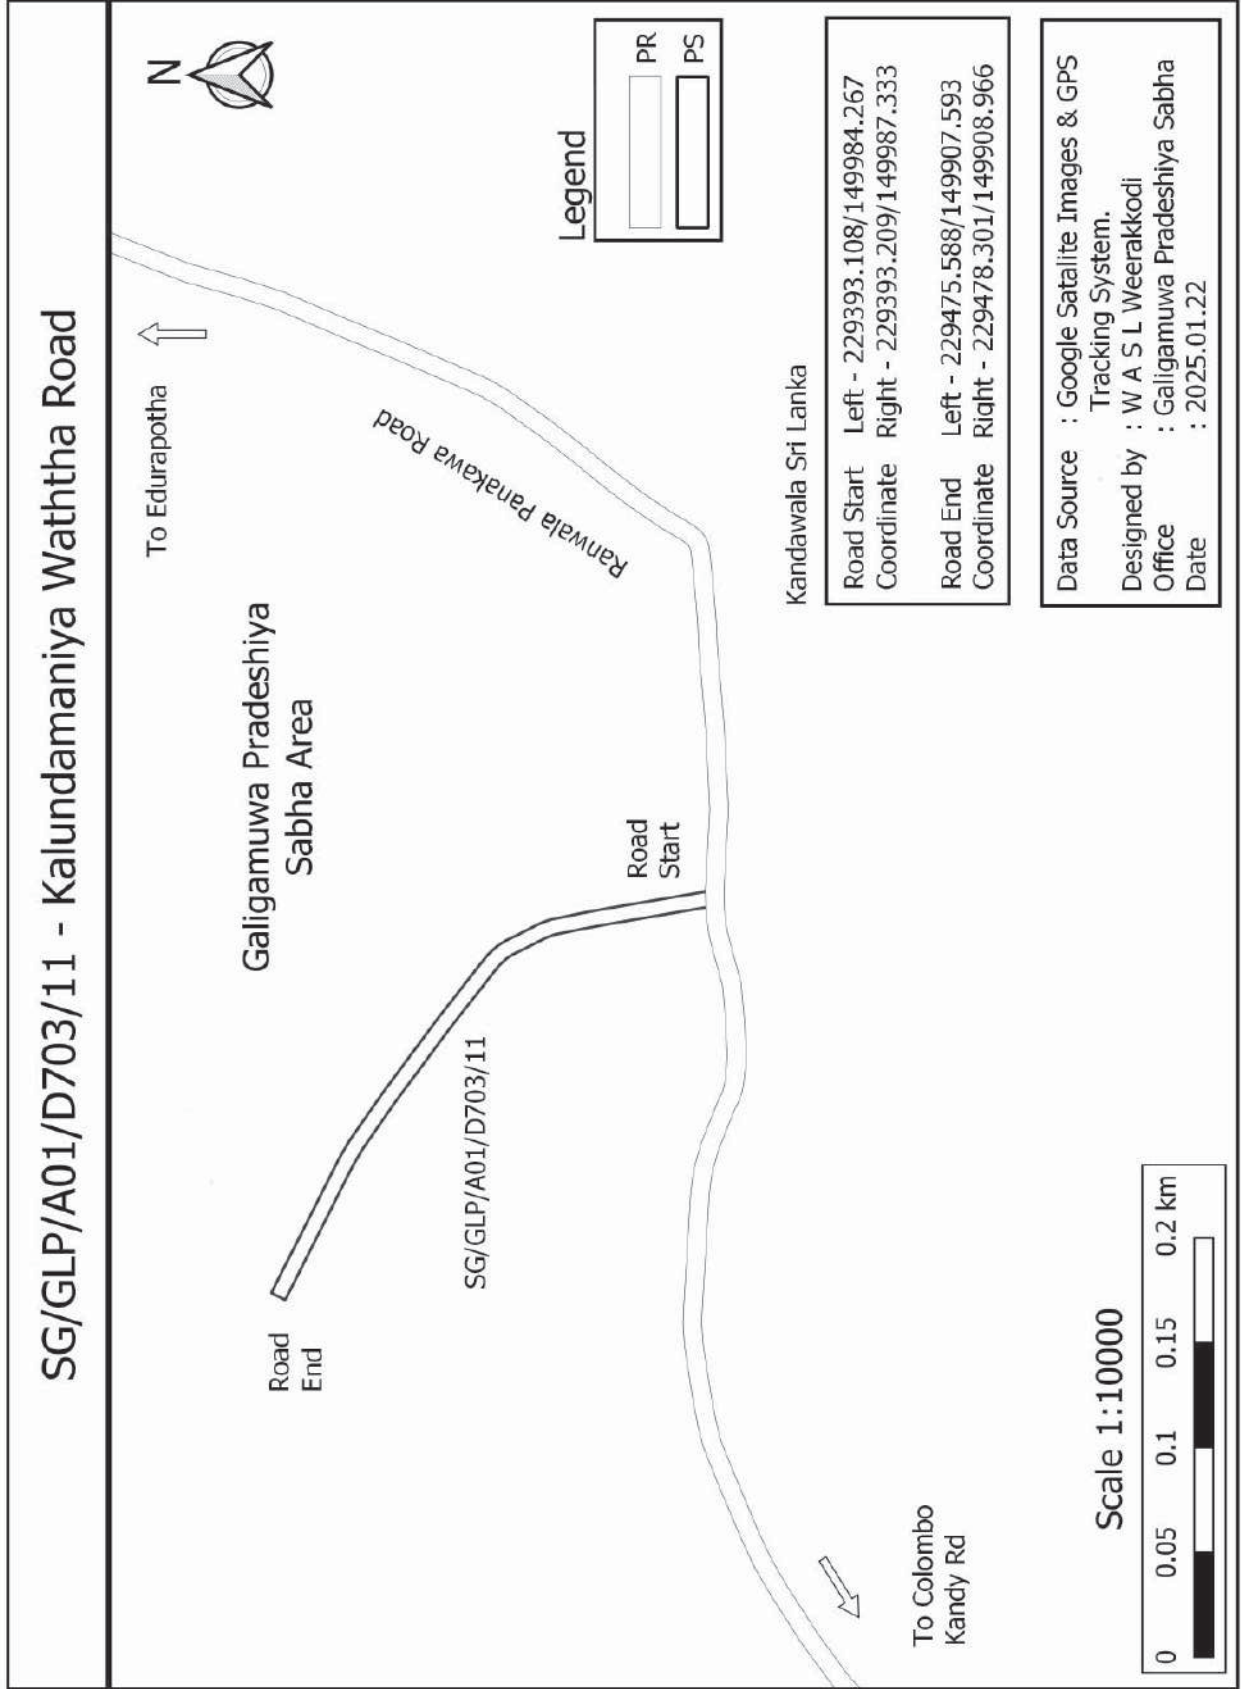 SG/GLP/A01/D703/11 - Kalundamaniya Waththa Road
N
To Edurapotha
Galigamuwa Pradeshiya
Sabha Area
Ranwala Panakawa Road
Road
End
SG/GLP/A01/D703/11
Road
Start
Legend
PR
PS
Kandawala Sri Lanka
Road Start Left - 229393.108/149984.267
Coordinate Right - 229393.209/149987.333
Road End Left - 229475.588/149907.593
Coordinate Right - 229478.301/149908.966
To Colombo
Kandy Rd
Scale 1:10000
0 0.05 0.1 0.15 0.2 km
Data Source : Google Satalite Images & GPS
Tracking System.
Designed by : W A S L Weerakkodi
Office : Galigamuwa Pradeshiya Sabha
Date : 2025.01.22